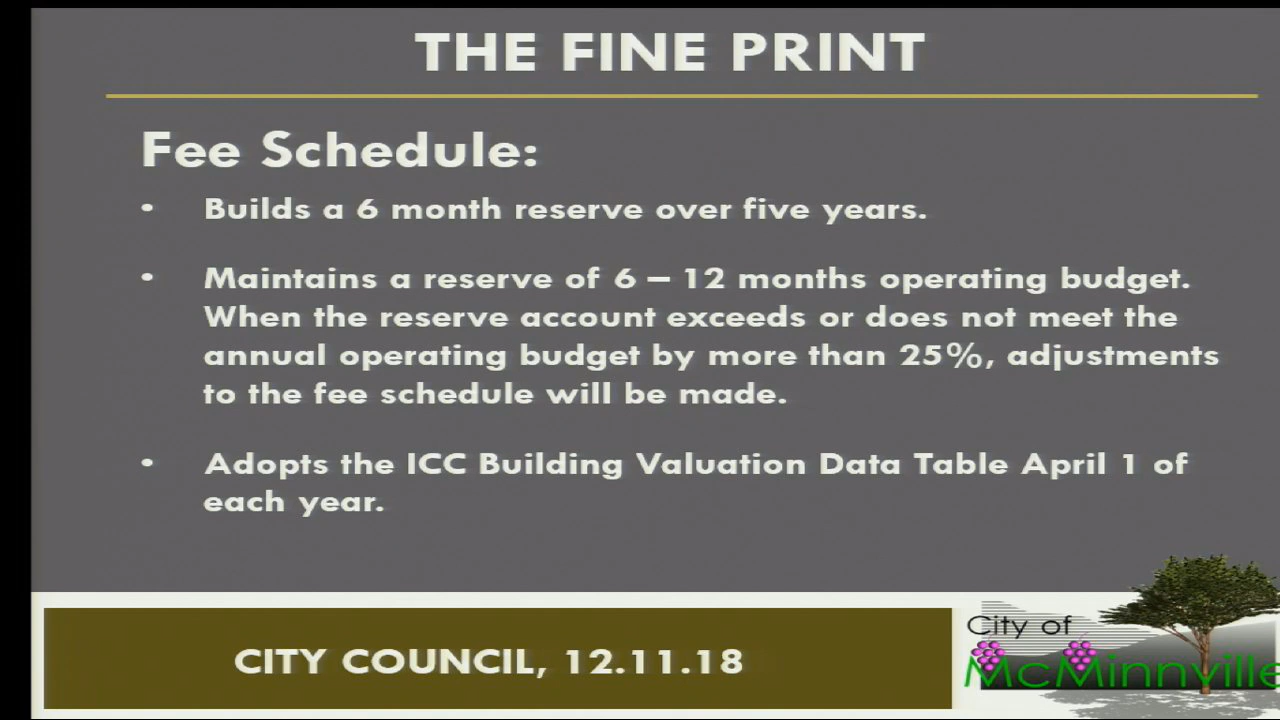 THE FINE PRINT
Fee Schedule:
• Builds a 6 month reserve over five years.
• Maintains a reserve of 6 – 12 months operating budget.
When the reserve account exceeds or does not meet the
annual operating budget by more than 25%, adjustments
to the fee schedule will be made.
• Adopts the ICC Building Valuation Data Table April 1 of
each year.
CITY COUNCIL, 12.11.18
City of
McMinnville